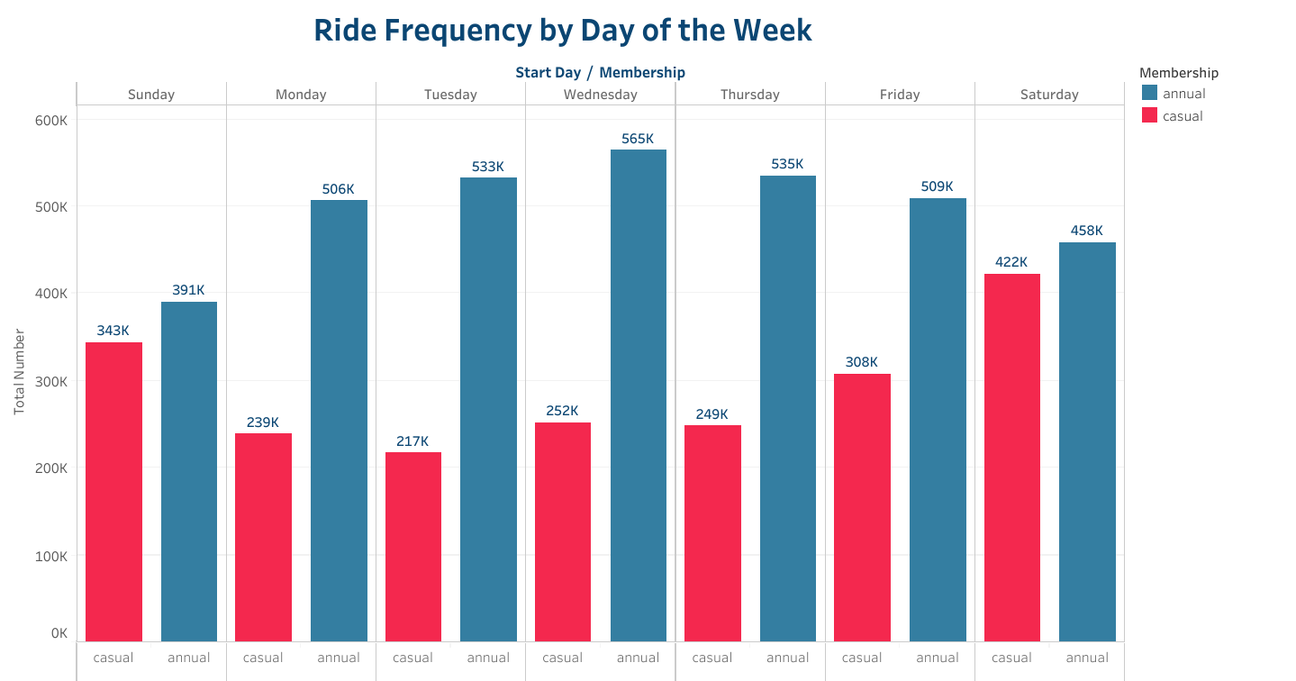 Ride Frequency by Day of the Week
Start Day / Membership
Membership
Sunday Monday Tuesday Wednesday Thursday Friday Saturday
annual
casual
600K
565K
533K
535K
506K
509K
500K
458K
422K
400K
391K
343K
308K
300K
Total Number
239K
252K
249K
217K
200K
100K
0K
casual annual casual annual casual annual casual annual casual annual casual annual casual annual